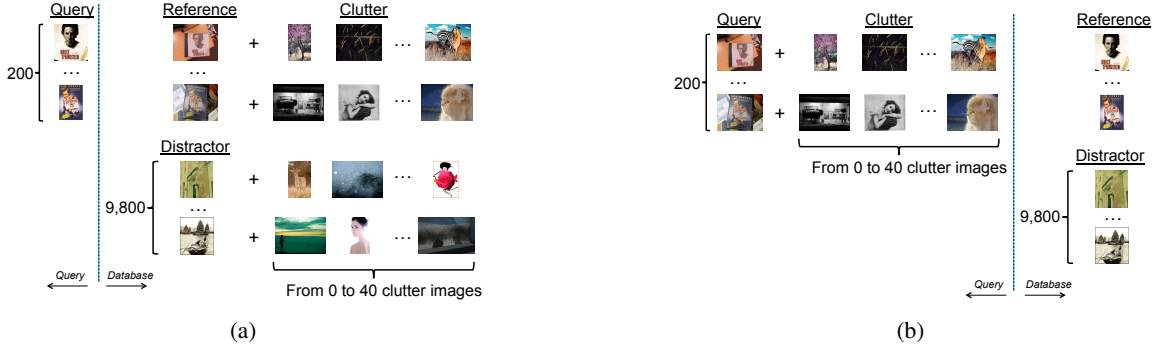 Query Reference Clutter
200
+ ...
... ...
+ ...
Distractor
+ ...
9,800 ...
+ ...
Query Database
From 0 to 40 clutter images
(a)
Query Clutter Reference
+ ...
200 ... ...
+ ...
From 0 to 40 clutter images
Distractor
9,800 ...
Query Database
(b)